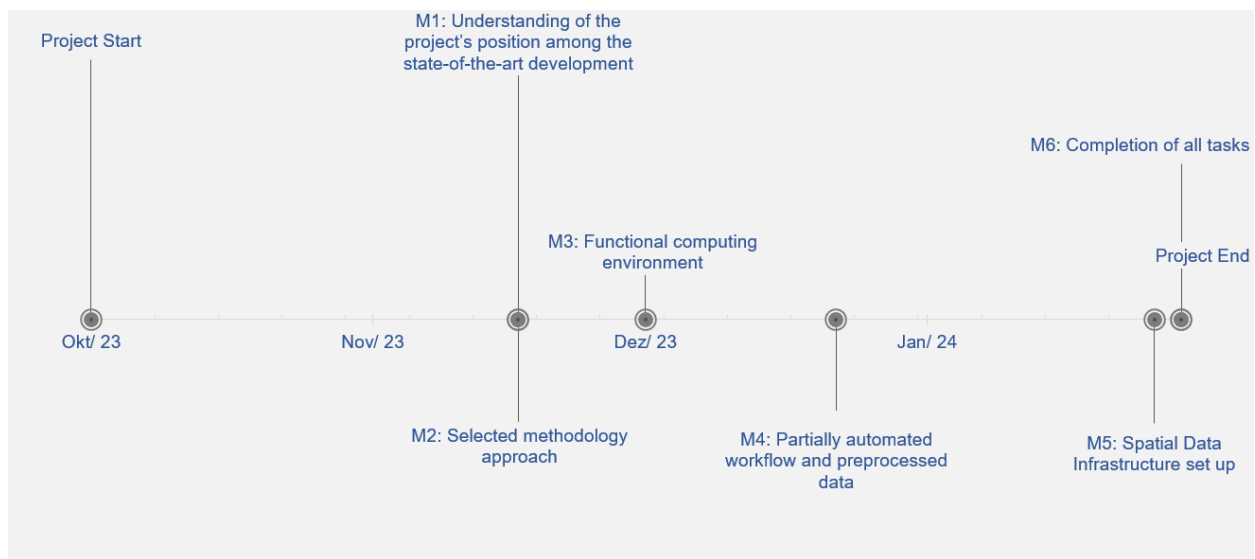 M1: Understanding of the
project's position among the
state-of-the-art development
Project Start
M6: Completion of all tasks
M3: Functional computing
environment
Project End
Okt/ 23
Nov/ 23
Dez/ 23
Jan/ 24
M2: Selected methodology
approach
M4: Partially automated
workflow and preprocessed
data
M5: Spatial Data
Infrastructure set up